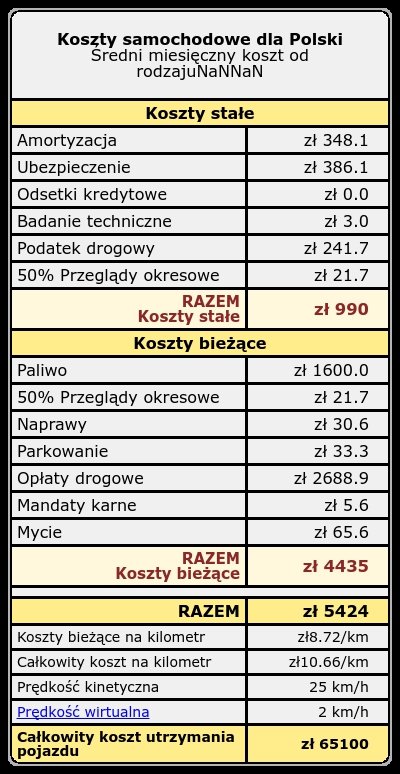 Koszty samochodowe dla Polski
Średni miesięczny koszt od
rodzajuNaNNaN
Koszty stałe
Amortyzacja zł 348.1
Ubezpieczenie zł 386.1
Odsetki kredytowe zł 0.0
Badanie techniczne zł 3.0
Podatek drogowy zł 241.7
50% Przeglądy okresowe zł 21.7
RAZEM
Koszty stałe zł 990
Koszty bieżące
Paliwo zł 1600.0
50% Przeglądy okresowe zł 21.7
Naprawy zł 30.6
Parkowanie zł 33.3
Opłaty drogowe zł 2688.9
Mandaty karne zł 5.6
Mycie zł 65.6
RAZEM
Koszty bieżące zł 4435
RAZEM zł 5424
Koszty bieżące na kilometr zł8.72/km
Całkowity koszt na kilometr zł10.66/km
Prędkość kinetyczna 25 km/h
Prędkość wirtualna 2 km/h
Całkowity koszt utrzymania
pojazdu zł 65100